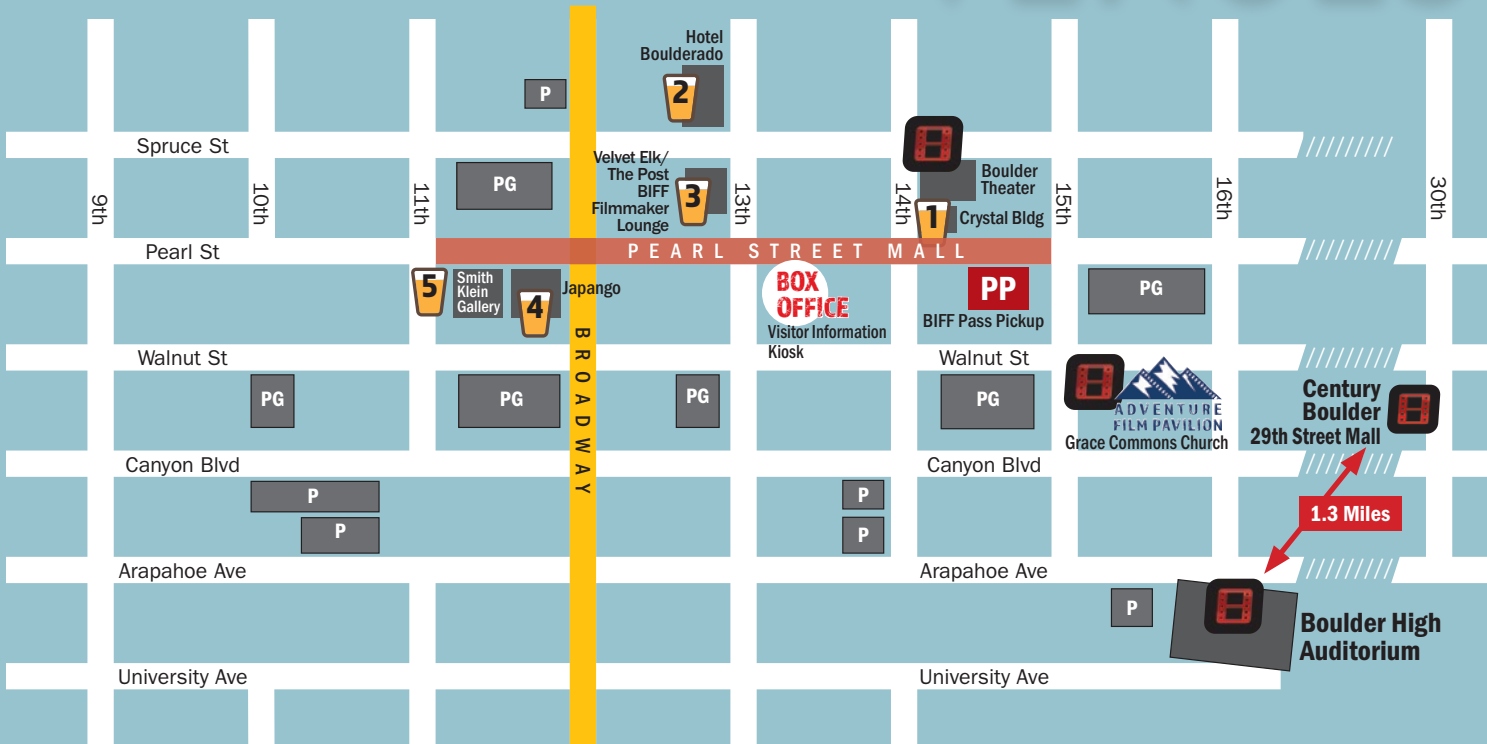 Hotel
Boulderado
2
P
Spruce St
Velvet Elk/
The Post
BIFF
Filmmaker
Lounge
3
PG
Boulder
Theater
1
Crystal Bldg
9th
10th
11th
13th
14th
15th
16th
30th
Pearl St
PEARL STREET MALL
5
Smith
Klein
Gallery
4
Japango
BOX
OFFICE
Visitor Information
Kiosk
PP
BIFF Pass Pickup
PG
BROADWAY
Walnut St
Walnut St
PG
PG
PG
PG
ADVENTURE
FILM PAVILION
Grace Commons Church
Century
Boulder
29th Street Mall
Canyon Blvd
Canyon Blvd
P
P
P
P
1.3 Miles
Arapahoe Ave
Arapahoe Ave
P
Boulder High
Auditorium
University Ave
University Ave